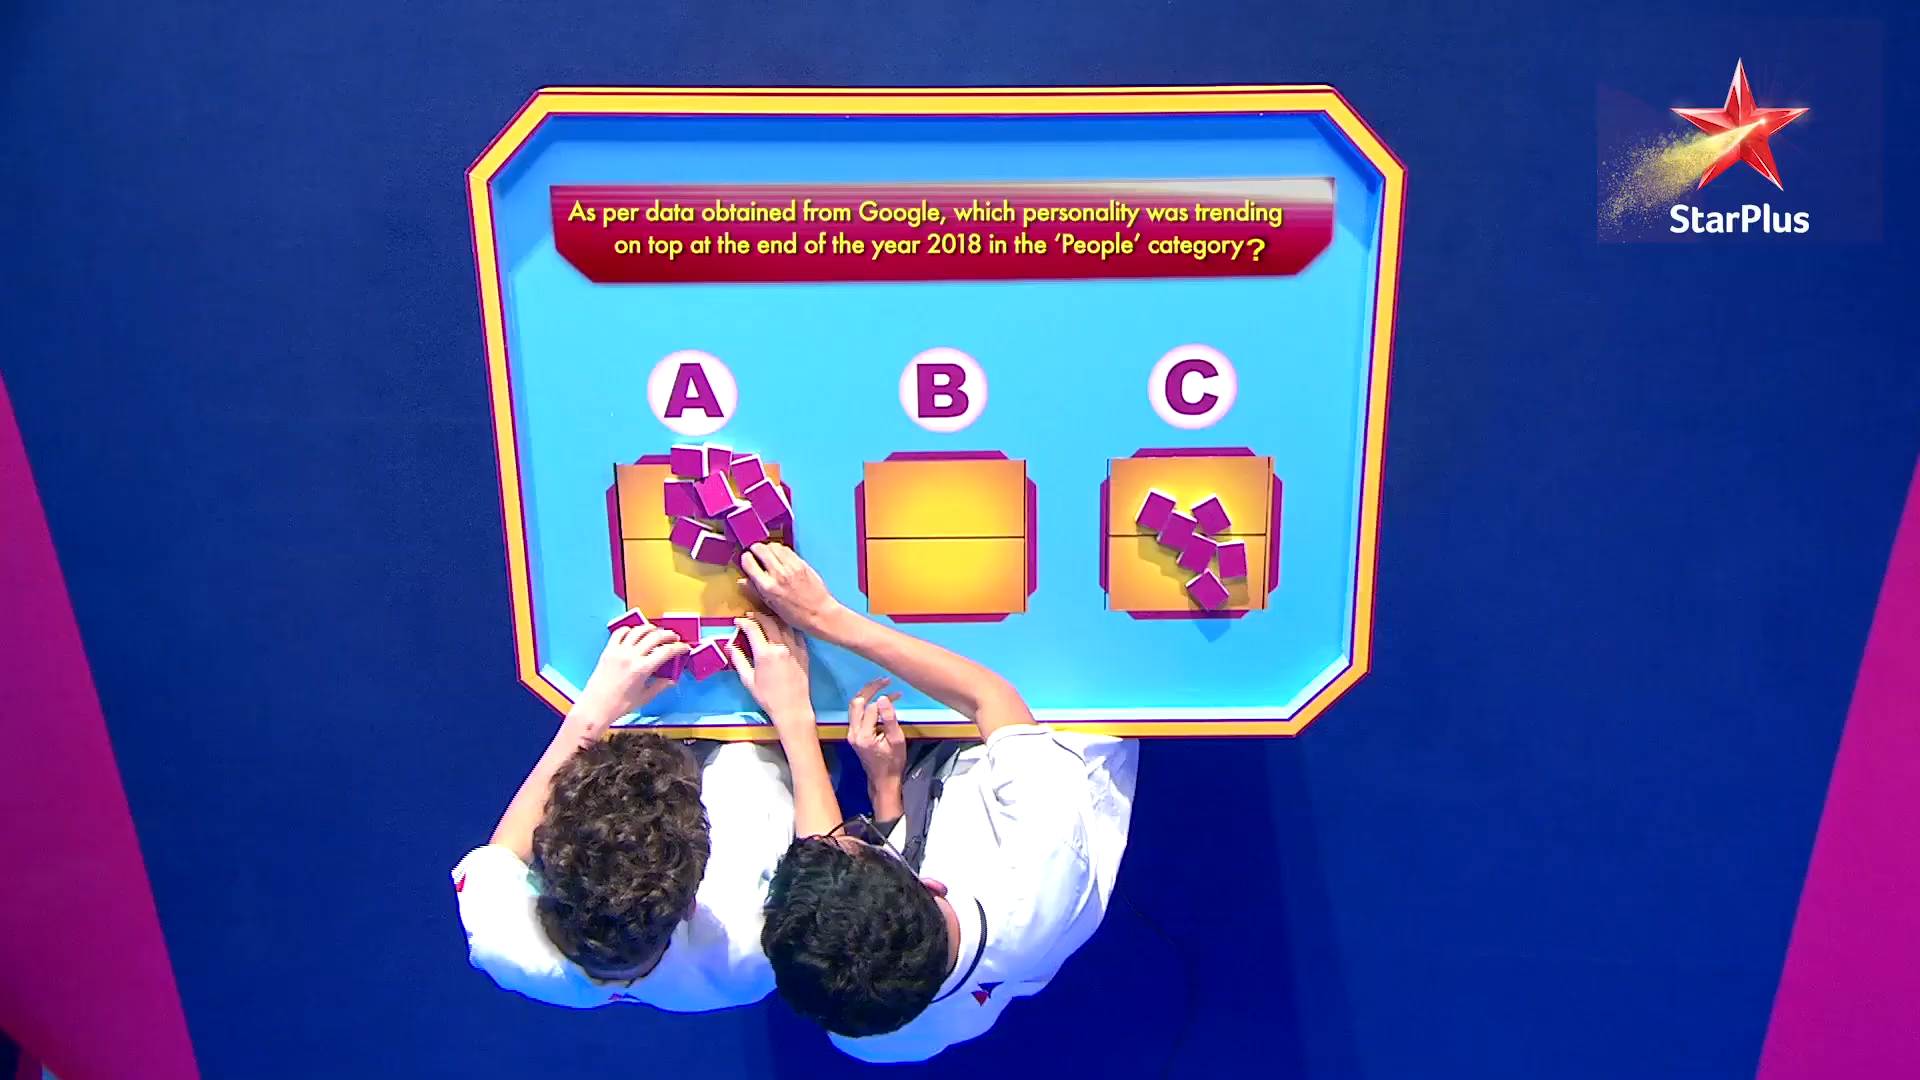 StarPlus
As per data obtained from Google, which personality was trending
on top at the end of the year 2018 in the ‘People’ category?
A
B
C